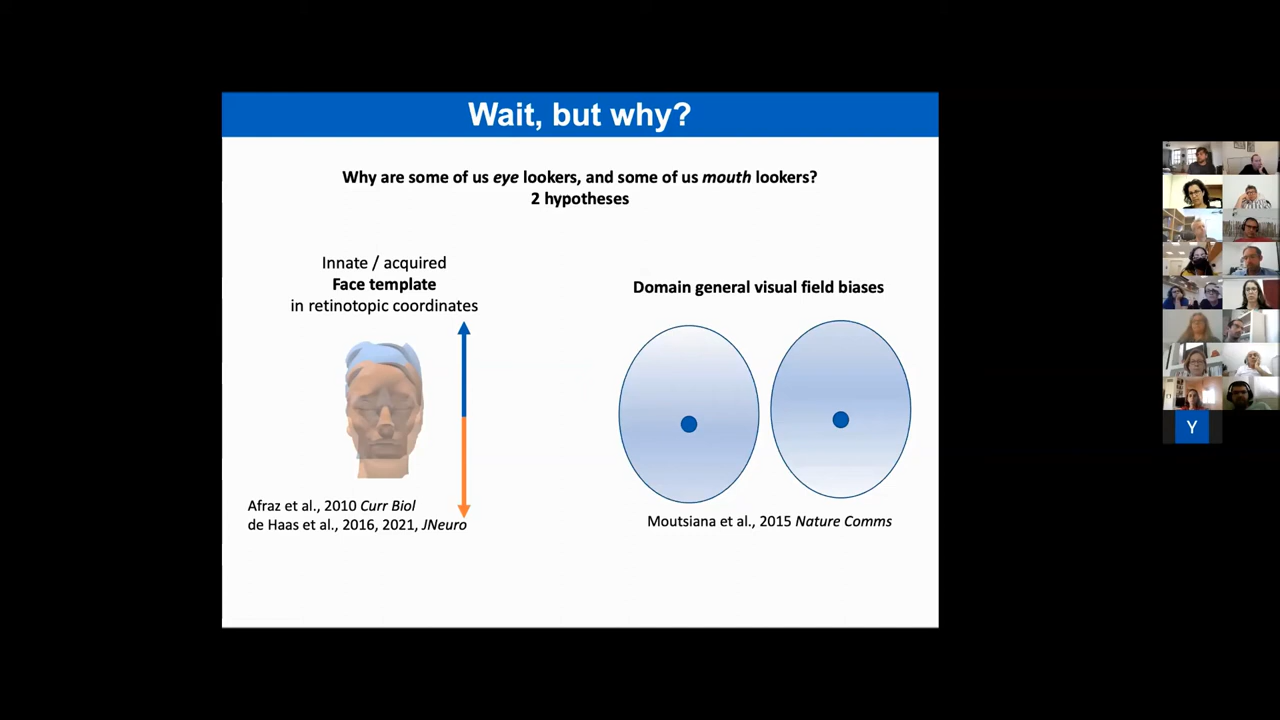 Wait, but why?
Why are some of us eye lookers, and some of us mouth lookers?
2 hypotheses
Innate / acquired
Face template
in retinotopic coordinates
Afraz et al., 2010 Curr Biol
de Haas et al., 2016, 2021, JNeuro
Domain general visual field biases
Moutsiana et al., 2015 Nature Comms
Y